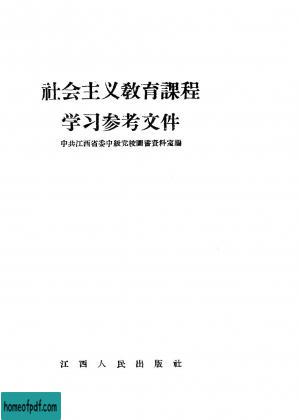 社会主义教育課程
学习参考文件
中共江西省委中級党校圖書資料室編
江西人民出版社
homeofpdf.com